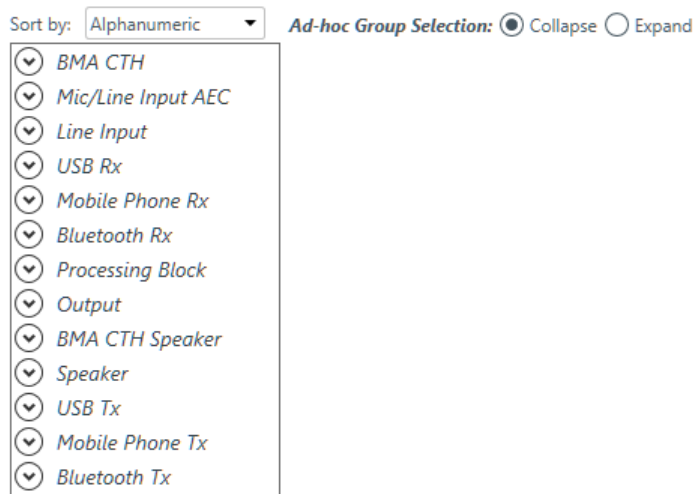 Sort by: Alphanumeric Ad-hoc Group Selection: Collapse Expand
BMA CTH
Mic/Line Input AEC
Line Input
USB Rx
Mobile Phone Rx
Bluetooth Rx
Processing Block
Output
BMA CTH Speaker
Speaker
USB Tx
Mobile Phone Tx
Bluetooth Tx